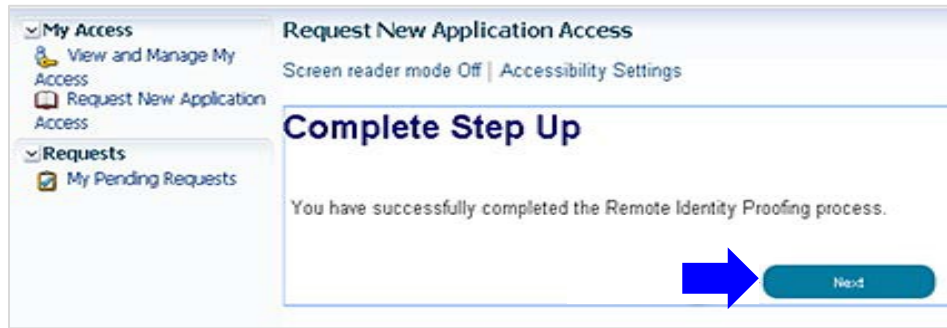 My Access
View and Manage My
Access
Request New Application
Access
Requests
My Pending Requests
Request New Application Access
Screen reader mode Off | Accessibility Settings
Complete Step Up
You have successfully completed the Remote Identity Proofing process.
Next